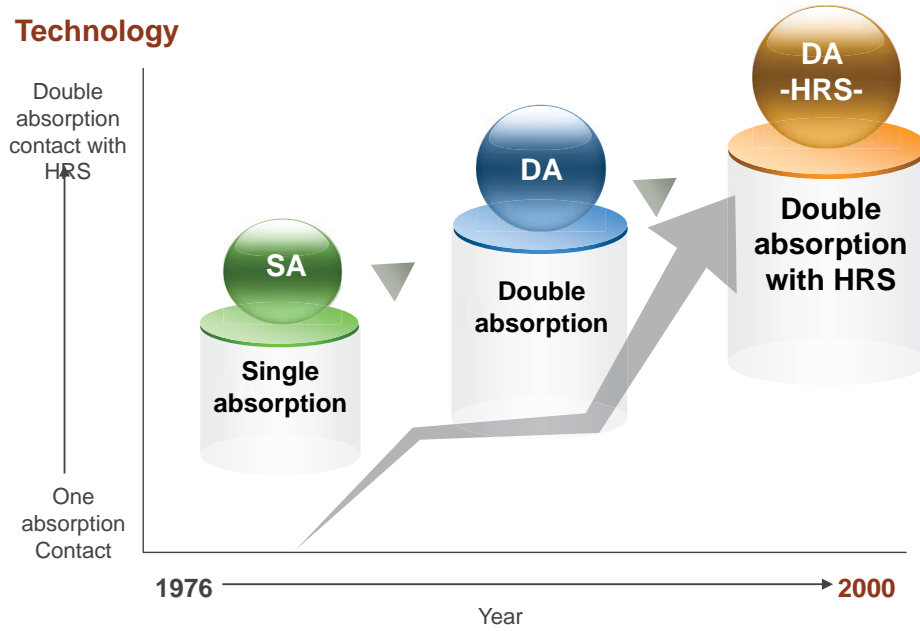 Technology
Double
absorption
contact with
HRS
One
absorption
Contact
SA
Single
absorption
DA
Double
absorption
DA
-HRS-
Double
absorption
with HRS
1976
2000
Year